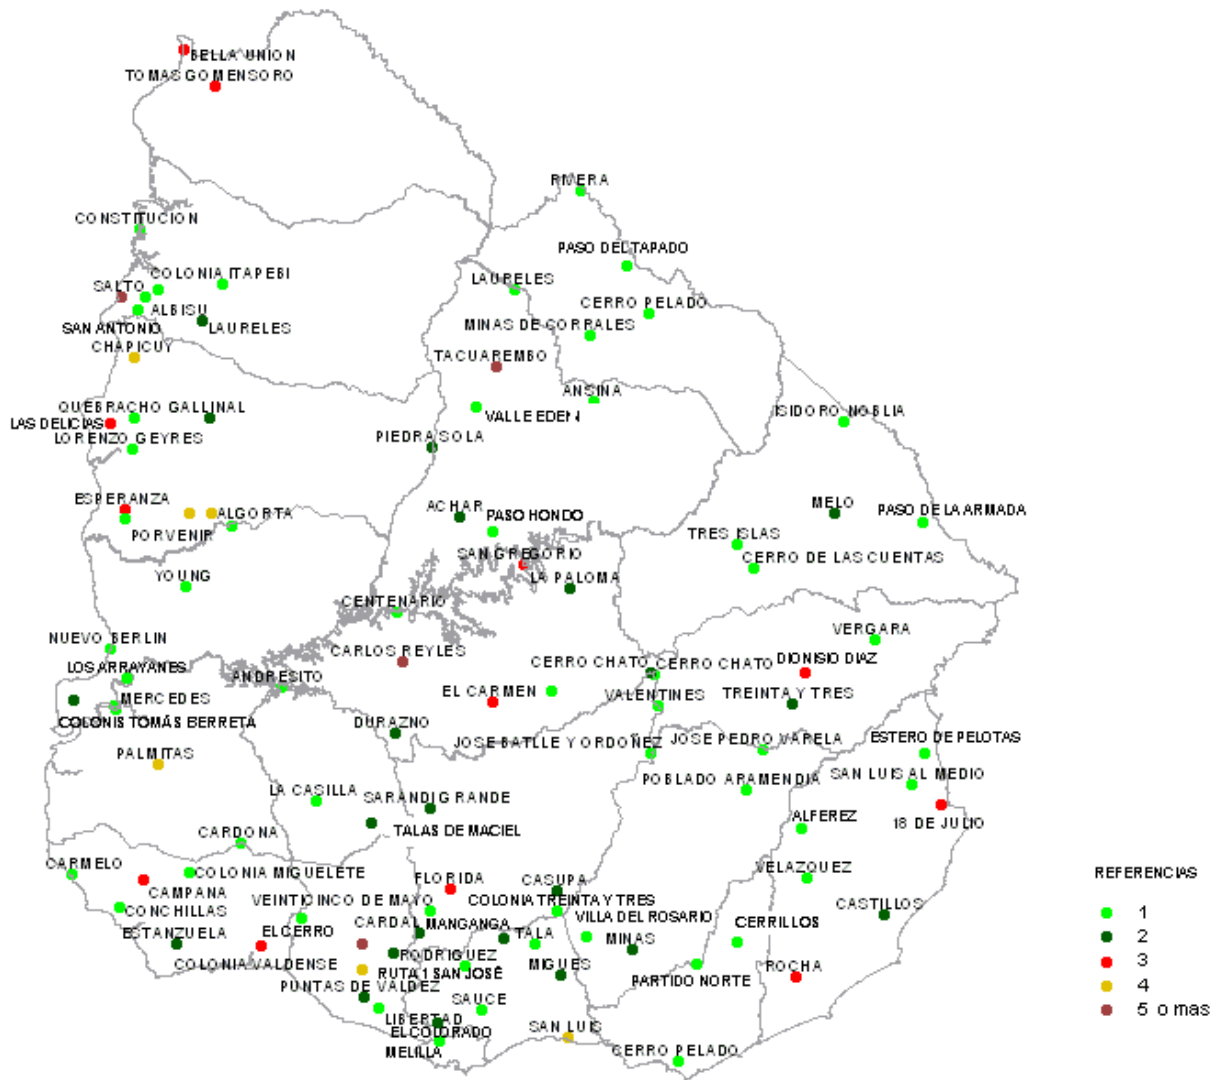 BELLA UNION
TOMAS GOMENSORO
RIVERA
CONSTITUCION
PASO DEL TAPADO
COLONIA ITAPEBI
LAURELES
SALTO
CERRO PELADO
ALBISU
SAN ANTONIO
LAURELES
MINAS DE CORRALES
CHAPICUY
TACUAREMBO
ANSINA
QUEBRACHO GALLINAL
VALLE EDEN
ISIDORO NOBLIA
LAS DELICIAS
LORENZO GEYRES
PIEDRA SOLA
ESPERANZA
ALGORTA
ACHAR
PASO HONDO
MELO
PASO DE LA ARMADA
PORVENIR
TRES ISLAS
SAN GREGORIO
CERRO DE LAS CUENTAS
YOUNG
LA PALOMA
CENTENARIO
NUEVO BERLIN
VERGARA
CARLOS REYLES
LOS ARRAYANES
CERRO CHATO
CERRO CHATO
DIONISIO DIAZ
ANDRESITO
MERCEDES
EL CARMEN
VALENTINES
TREINTA Y TRES
COLONIS TOMÁS BERRETA
DURAZNO
JOSE BATLLE Y ORDOÑEZ
JOSE PEDRO VARELA
ESTERO DE PELOTAS
PALMITAS
POBLADO ARAMENDIA
SAN LUIS AL MEDIO
LA CASILLA
SARANDI GRANDE
18 DE JULIO
TALAS DE MACIEL
ALFEREZ
CARDONA
CARMELO
COLONIA MIGUELETE
VELAZQUEZ
REFERENCIAS
CAMPANA
FLORIDA
CASUPA
VEINTICINCO DE MAYO
COLONIA TREINTA Y TRES
CASTILLOS
CONCHILLAS
1
CARDAL
MANGANGA
VILLA DEL ROSARIO
CERRILLOS
ESTANZUELA
EL CERRO
TALA
MINAS
2
COLONIA VALDENSE
RODRIGUEZ
3
RUTA 1 SAN JOSÉ
MIGUES
PARTIDO NORTE
ROCHA
PUNTAS DE VALDEZ
4
SAUCE
LIBERTAD
5 o mas
EL COLORADO
SAN LUIS
MELILLA
CERRO PELADO